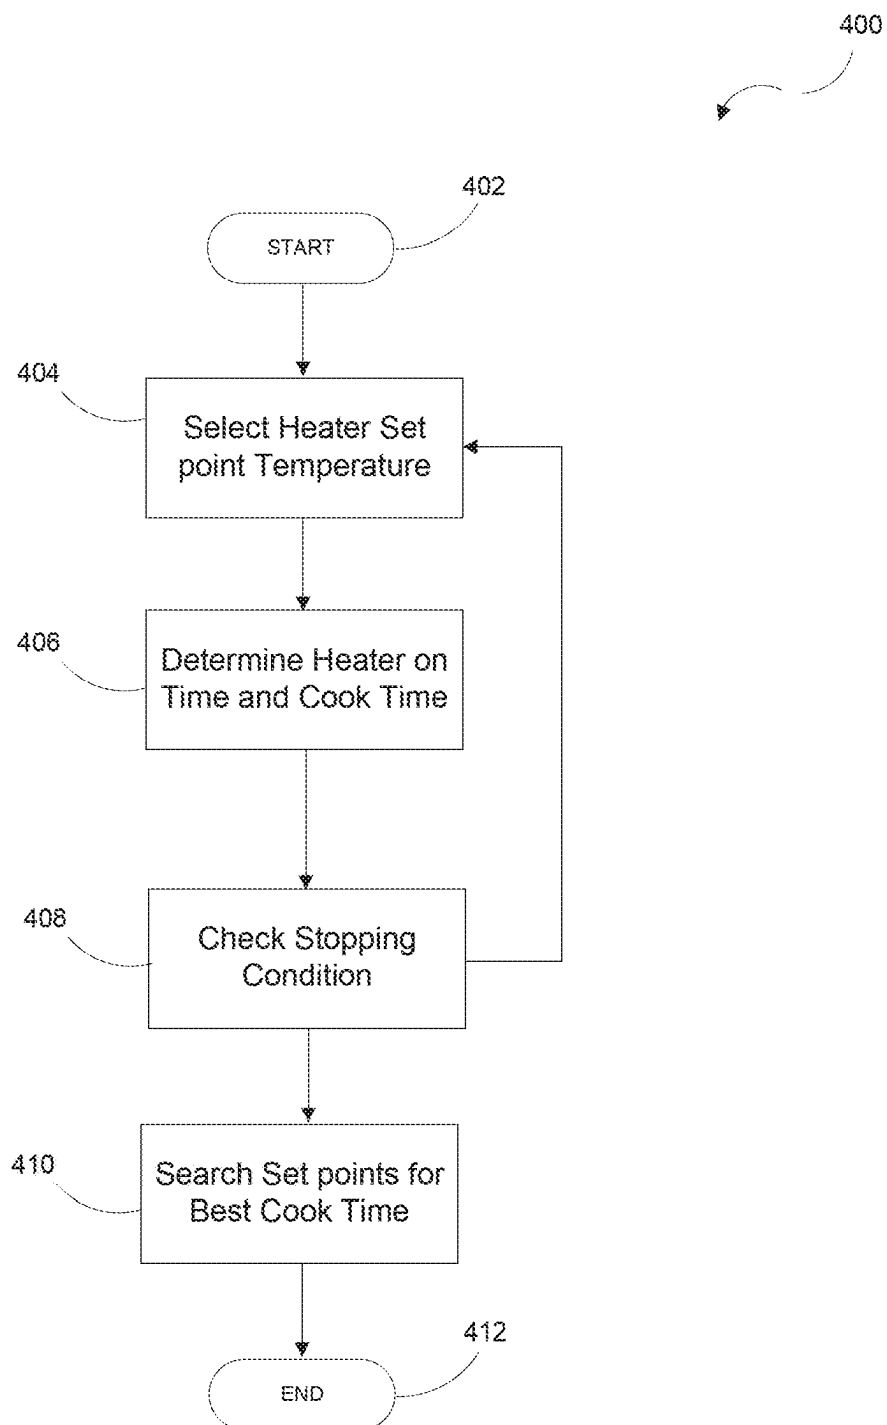 400
402
START
404
Select Heater Set
point Temperature
406
Determine Heater on
Time and Cook Time
408
Check Stopping
Condition
410
Search Set points for
Best Cook Time
412
END